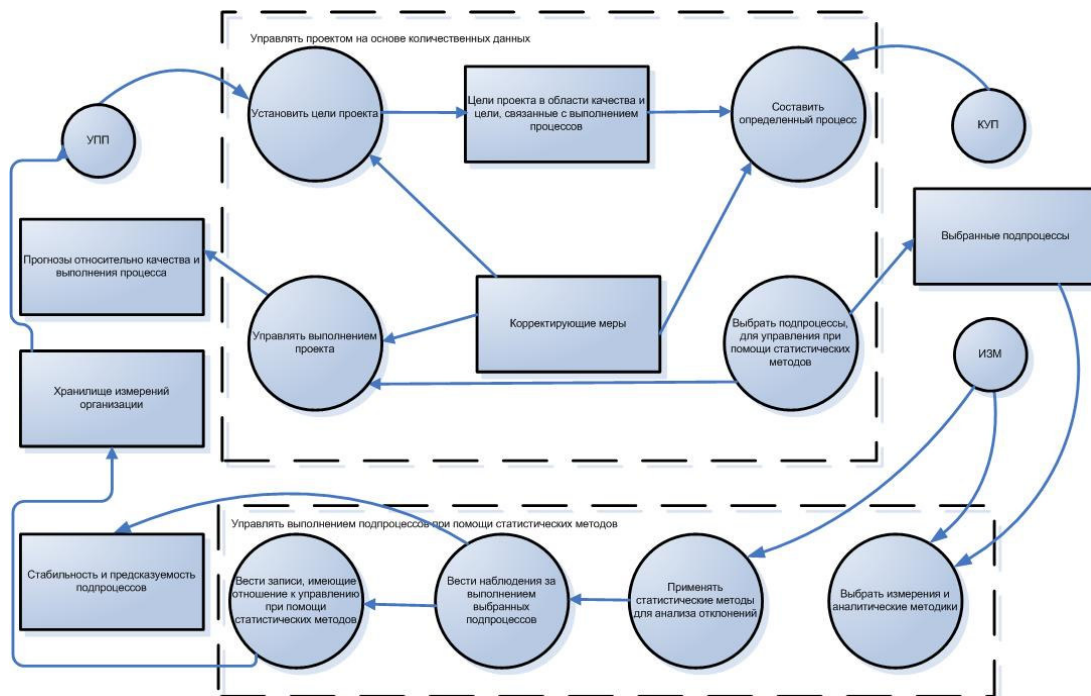 Управлять проектом на основе количественных данных
Установить цели проекта
Цели проекта в области качества и
цели, связанные с выполнением
процессов
Составить
определенный процесс
УПП
КУП
Прогнозы относительно качества и
выполнения процесса
Выбранные подпроцессы
Управлять выполнением
проекта
Корректирующие меры
Выбрать подпроцессы,
для управления при
помощи статистических
методов
ИЗМ
Хранилище измерений
организации
Управлять выполнением подпроцессов при помощи статистических методов
Стабильность и предсказуемость
подпроцессов
Вести записи, имеющие
отношение к управлению
при помощи
статистических методов
Вести наблюдения за
выполнением
выбранных
подпроцессов
Применять
статистические методы
для анализа отклонений
Выбрать измерения и
аналитические методики